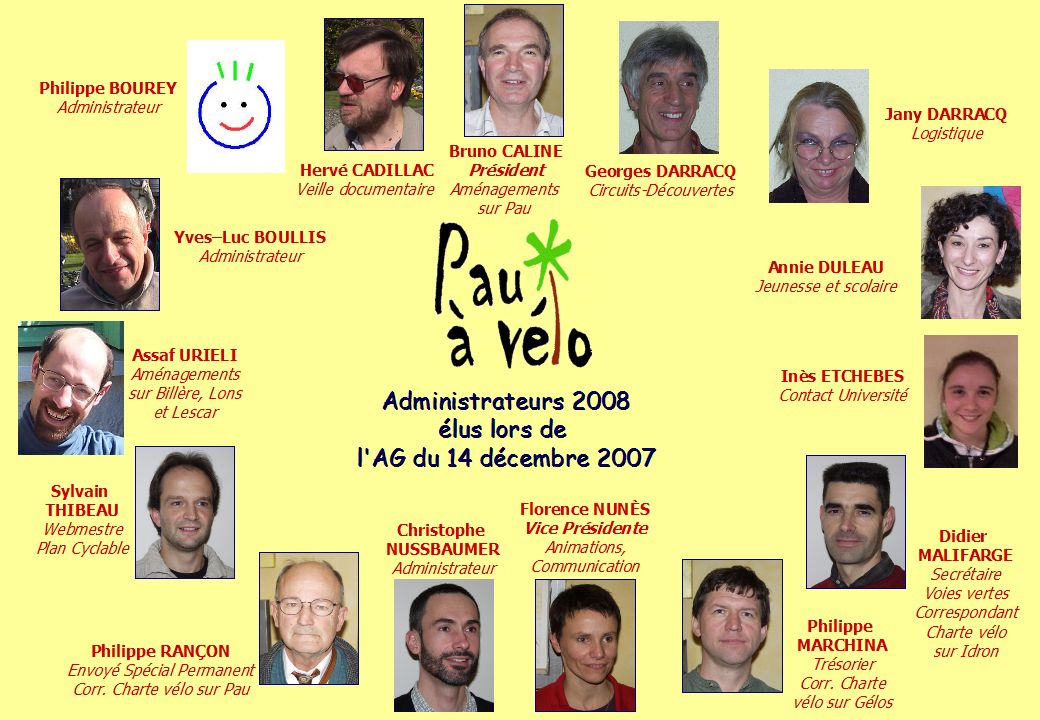 Philippe BOUREY
Administrateur
Hervé CADILLAC
Veille documentaire
Bruno CALINE
Président
Aménagements
sur Pau
Georges DARRACQ
Circuits-Découvertes
Jany DARRACQ
Logistique
Yves–Luc BOULLIS
Administrateur
Annie DULEAU
Jeunesse et scolaire
Pau
à vélo
Assaf URIELI
Aménagements
sur Billère, Lons
et Lescar
Inès ETCHEBES
Contact Université
Administrateurs 2008
élus lors de
l'AG du 14 décembre 2007
Sylvain
THIBEAU
Webmestre
Plan Cyclable
Christophe
NUSSBAUMER
Administrateur
Florence NUNÈS
Vice Présidente
Animations,
Communication
Didier
MALIFARGE
Secrétaire
Voies vertes
Correspondant
Charte vélo
sur Idron
Philippe RANÇON
Envoyé Spécial Permanent
Corr. Charte vélo sur Pau
Philippe
MARCHINA
Trésorier
Corr. Charte
vélo sur Gélos